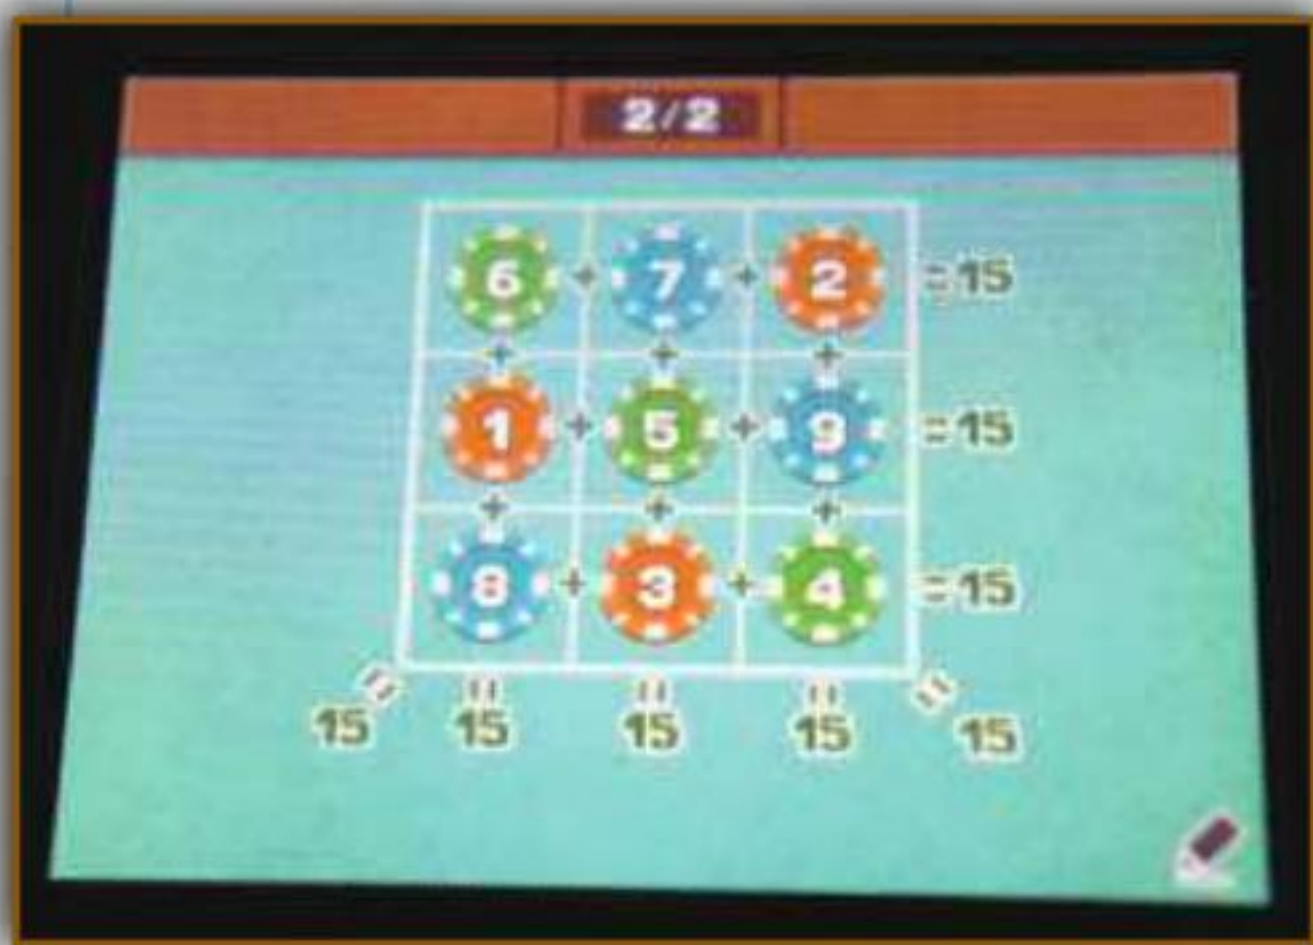 2/2
6 + 7 + 2 = 15
+ + +
1 + 5 + 9 = 15
+ + +
8 + 3 + 4 = 15
= = = = =
15 15 15 15 15